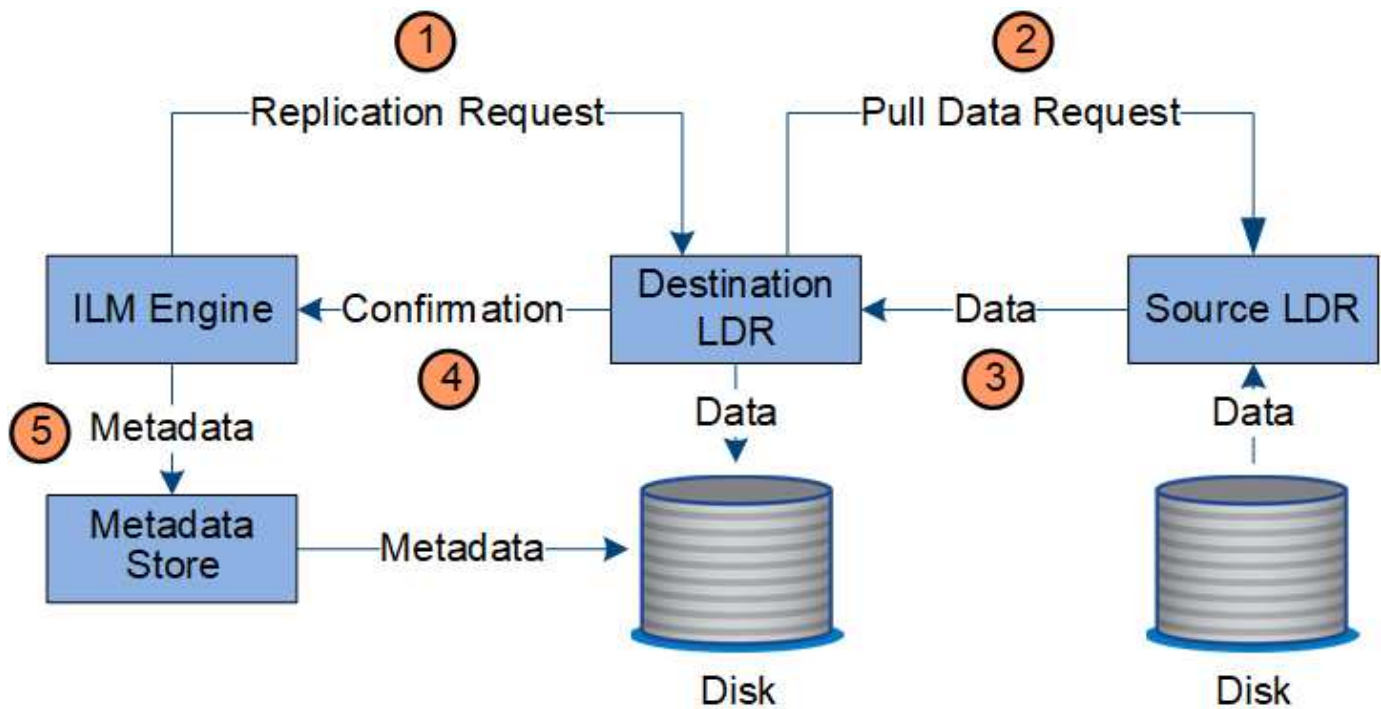 1
2
Replication Request
Pull Data Request
ILM Engine
Confirmation
Destination
LDR
Data
Source LDR
4
3
5
Metadata
Data
Data
Metadata
Store
Metadata
Disk
Disk